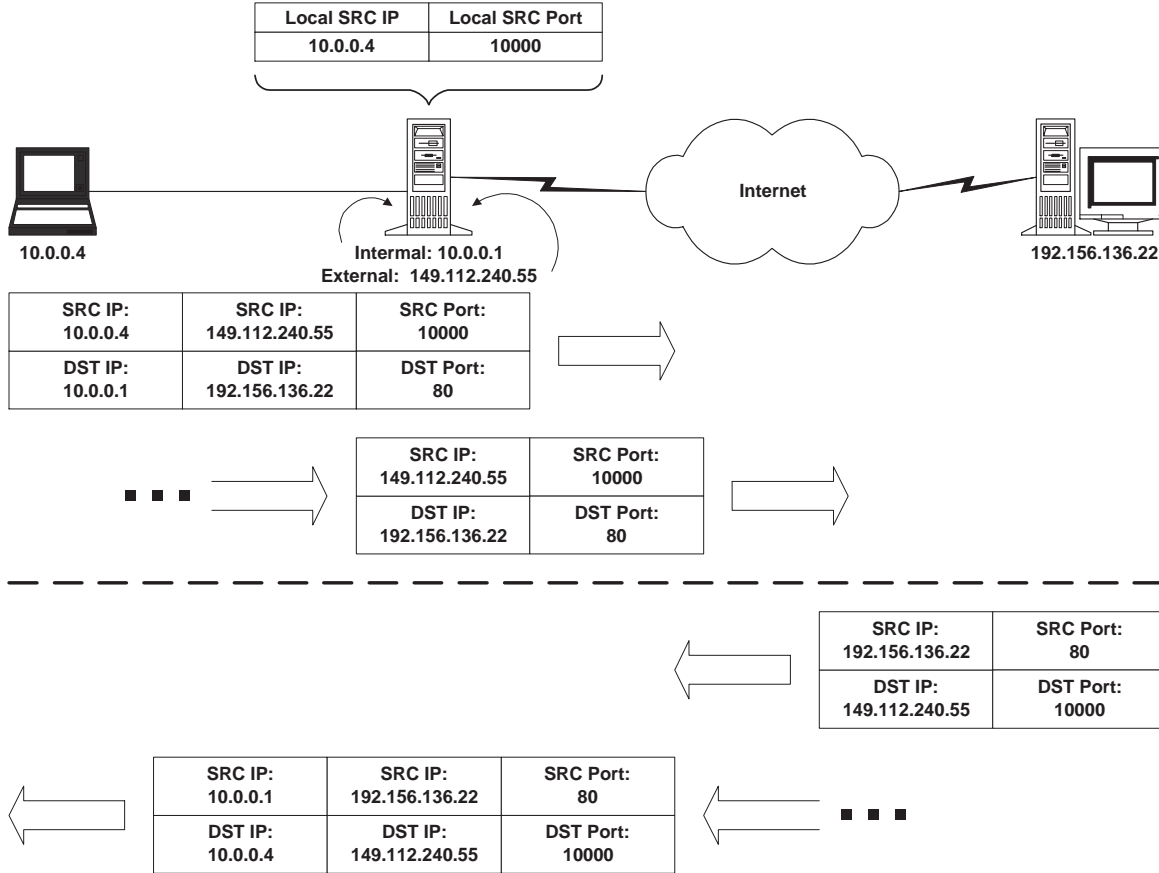 Local SRC IP Local SRC Port
10.0.0.4 10000
Internet
10.0.0.4
Intermal: 10.0.0.1
External: 149.112.240.55
192.156.136.22
SRC IP: SRC IP: SRC Port:
10.0.0.4 149.112.240.55 10000
DST IP: DST IP: DST Port:
10.0.0.1 192.156.136.22 80
SRC IP: SRC Port:
149.112.240.55 10000
DST IP: DST Port:
192.156.136.22 80
SRC IP: SRC Port:
192.156.136.22 80
DST IP: DST Port:
149.112.240.55 10000
SRC IP: SRC IP: SRC Port:
10.0.0.1 192.156.136.22 80
DST IP: DST IP: DST Port:
10.0.0.4 149.112.240.55 10000